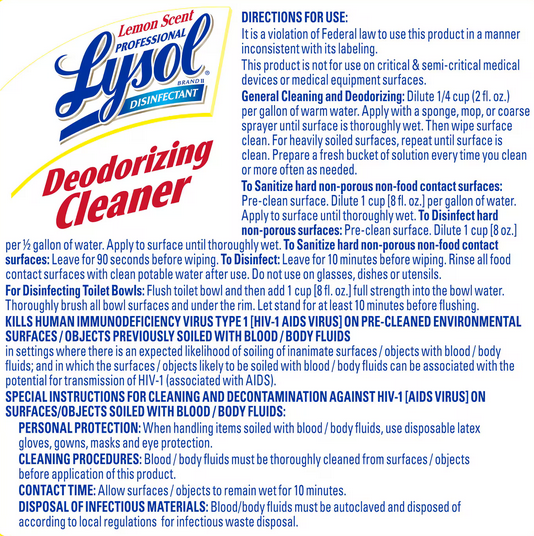 Lemon Scent
PROFESSIONAL
Lysol®
BRAND II
DISINFECTANT
Deodorizing
Cleaner
DIRECTIONS FOR USE:
It is a violation of Federal law to use this product in a manner
inconsistent with its labeling.
This product is not for use on critical & semi-critical medical
devices or medical equipment surfaces.
General Cleaning and Deodorizing: Dilute 1/4 cup (2 fl. oz.)
per gallon of warm water. Apply with a sponge, mop, or coarse
sprayer until surface is thoroughly wet. Then wipe surface
clean. For heavily soiled surfaces, repeat until surface is
clean. Prepare a fresh bucket of solution every time you clean
or more often as needed.
To Sanitize hard non-porous non-food contact surfaces:
Pre-clean surface. Dilute 1 cup [8 fl. oz.] per gallon of water.
Apply to surface until thoroughly wet. To Disinfect hard
non-porous surfaces: Pre-clean surface. Dilute 1 cup [8 oz.]
per ½ gallon of water. Apply to surface until thoroughly wet. To Sanitize hard non-porous non-food contact
surfaces: Leave for 90 seconds before wiping. To Disinfect: Leave for 10 minutes before wiping. Rinse all food
contact surfaces with clean potable water after use. Do not use on glasses, dishes or utensils.
For Disinfecting Toilet Bowls: Flush toilet bowl and then add 1 cup [8 fl. oz.] full strength into the bowl water.
Thoroughly brush all bowl surfaces and under the rim. Let stand for at least 10 minutes before flushing.
KILLS HUMAN IMMUNODEFICIENCY VIRUS TYPE 1 [HIV-1 AIDS VIRUS] ON PRE-CLEANED ENVIRONMENTAL
SURFACES / OBJECTS PREVIOUSLY SOILED WITH BLOOD / BODY FLUIDS
in settings where there is an expected likelihood of soiling of inanimate surfaces / objects with blood / body
fluids; and in which the surfaces / objects likely to be soiled with blood / body fluids can be associated with the
potential for transmission of HIV-1 (associated with AIDS).
SPECIAL INSTRUCTIONS FOR CLEANING AND DECONTAMINATION AGAINST HIV-1 [AIDS VIRUS] ON
SURFACES/OBJECTS SOILED WITH BLOOD / BODY FLUIDS:
PERSONAL PROTECTION: When handling items soiled with blood / body fluids, use disposable latex
gloves, gowns, masks and eye protection.
CLEANING PROCEDURES: Blood / body fluids must be thoroughly cleaned from surfaces / objects
before application of this product.
CONTACT TIME: Allow surfaces / objects to remain wet for 10 minutes.
DISPOSAL OF INFECTIOUS MATERIALS: Blood/body fluids must be autoclaved and disposed of
according to local regulations for infectious waste disposal.